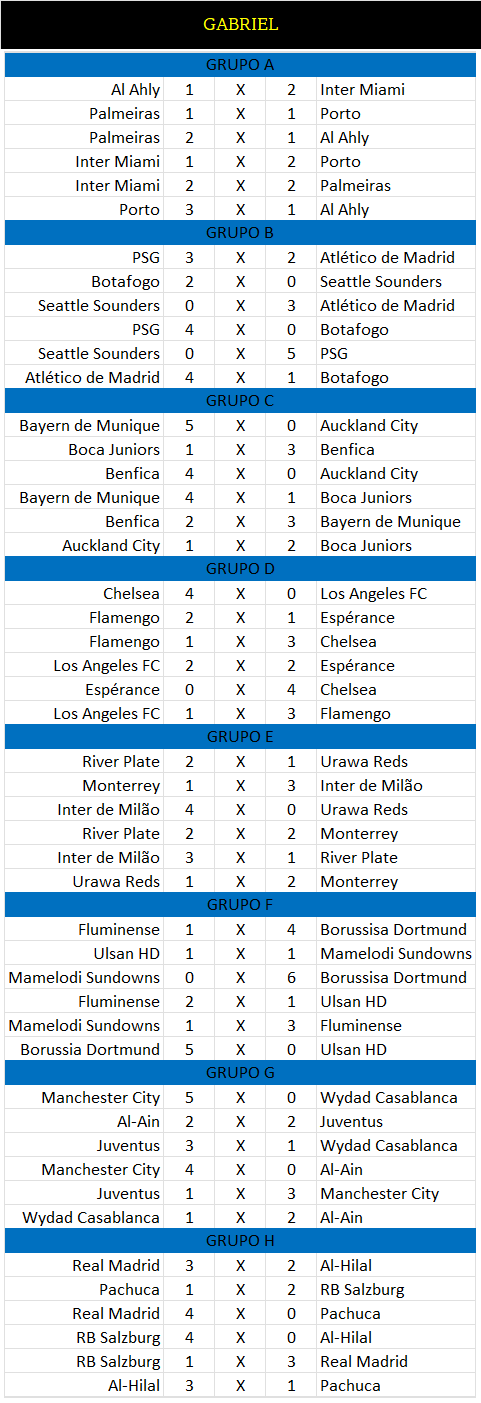 GABRIEL
GRUPO A
Al Ahly 1 X 2 Inter Miami
Palmeiras 1 X 1 Porto
Palmeiras 2 X 1 Al Ahly
Inter Miami 1 X 2 Porto
Inter Miami 2 X 2 Palmeiras
Porto 3 X 1 Al Ahly
GRUPO B
PSG 3 X 2 Atlético de Madrid
Botafogo 2 X 0 Seattle Sounders
Seattle Sounders 0 X 3 Atlético de Madrid
PSG 4 X 0 Botafogo
Seattle Sounders 0 X 5 PSG
Atlético de Madrid 4 X 1 Botafogo
GRUPO C
Bayern de Munique 5 X 0 Auckland City
Boca Juniors 1 X 3 Benfica
Benfica 4 X 0 Auckland City
Bayern de Munique 4 X 1 Boca Juniors
Benfica 2 X 3 Bayern de Munique
Auckland City 1 X 2 Boca Juniors
GRUPO D
Chelsea 4 X 0 Los Angeles FC
Flamengo 2 X 1 Espérance
Flamengo 1 X 3 Chelsea
Los Angeles FC 2 X 2 Espérance
Espérance 0 X 4 Chelsea
Los Angeles FC 1 X 3 Flamengo
GRUPO E
River Plate 2 X 1 Urawa Reds
Monterrey 1 X 3 Inter de Milão
Inter de Milão 4 X 0 Urawa Reds
River Plate 2 X 2 Monterrey
Inter de Milão 3 X 1 River Plate
Urawa Reds 1 X 2 Monterrey
GRUPO F
Fluminense 1 X 4 Borussisa Dortmund
Ulsan HD 1 X 1 Mamelodi Sundowns
Mamelodi Sundowns 0 X 6 Borussisa Dortmund
Fluminense 2 X 1 Ulsan HD
Mamelodi Sundowns 1 X 3 Fluminense
Borussia Dortmund 5 X 0 Ulsan HD
GRUPO G
Manchester City 5 X 0 Wydad Casablanca
Al-Ain 2 X 2 Juventus
Juventus 3 X 1 Wydad Casablanca
Manchester City 4 X 0 Al-Ain
Juventus 1 X 3 Manchester City
Wydad Casablanca 1 X 2 Al-Ain
GRUPO H
Real Madrid 3 X 2 Al-Hilal
Pachuca 1 X 2 RB Salzburg
Real Madrid 4 X 0 Pachuca
RB Salzburg 4 X 0 Al-Hilal
RB Salzburg 1 X 3 Real Madrid
Al-Hilal 3 X 1 Pachuca